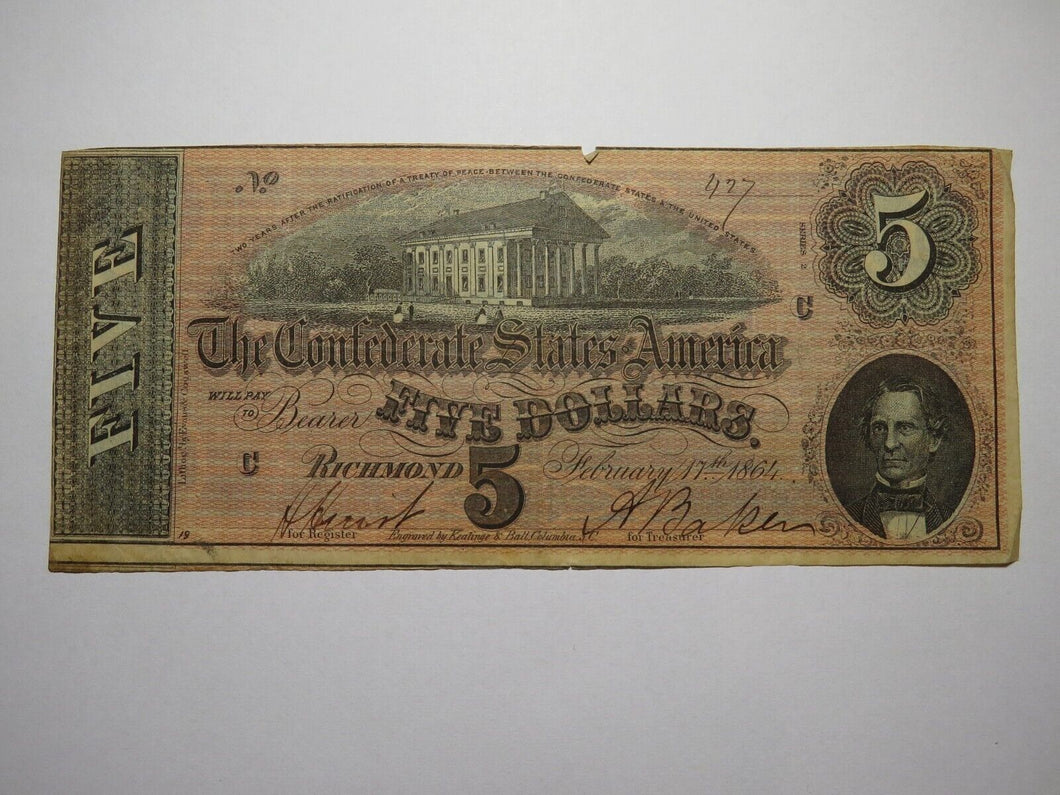 FIVE
No 477
TWO YEARS AFTER THE RATIFICATION OF A TREATY OF PEACE BETWEEN THE CONFEDERATE STATES & THE UNITED STATES
SERIES 2
5
C
The Confederate States of America
WILL PAY
TO Bearer FIVE DOLLARS.
C RICHMOND 5 February 17th 1864
A Baker
19 for Register Engraved by Keatinge & Ball, Columbia, S.C. for Treasurer